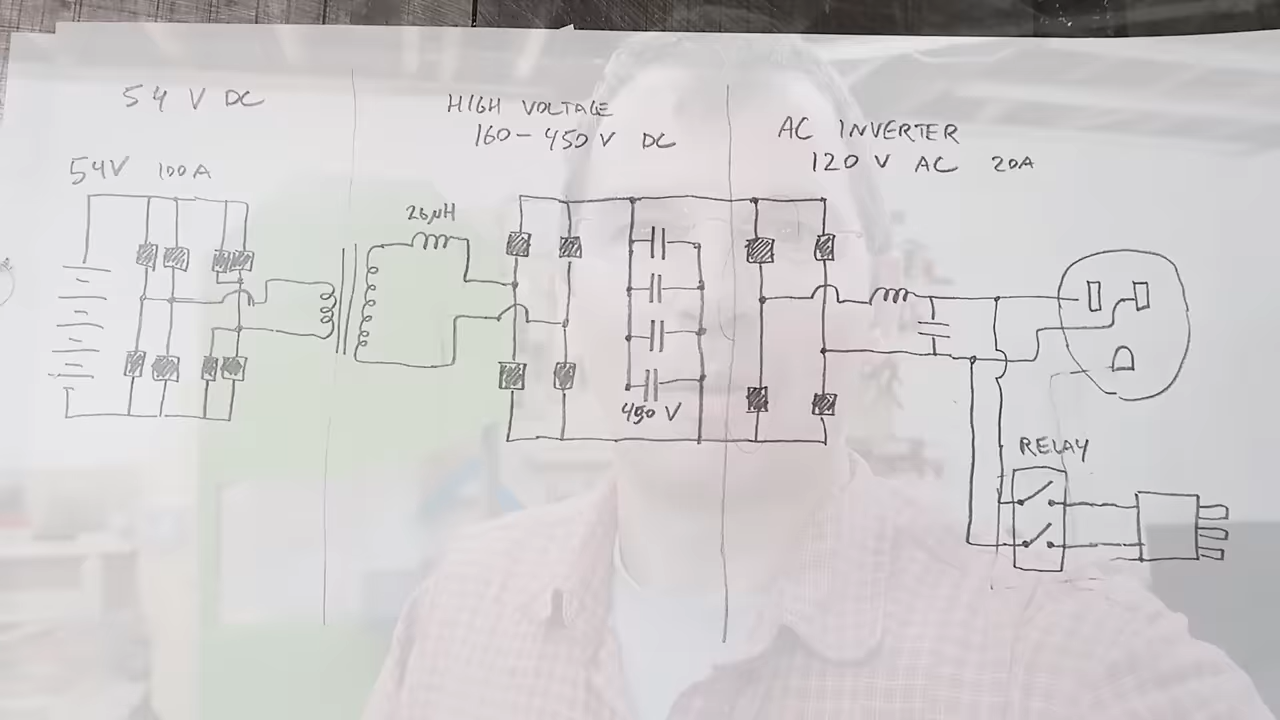 54 V DC
HIGH VOLTAGE
160-450 V DC
AC INVERTER
120 V AC 20A
54V 100A
26µH
450 V
RELAY